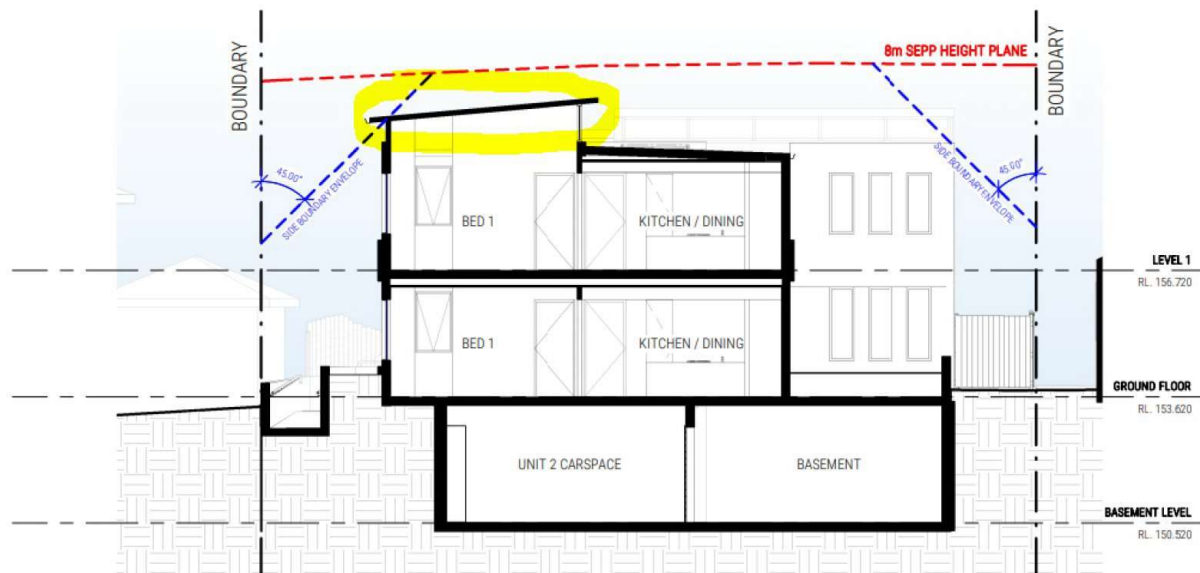 8m SEPP HEIGHT PLANE
BOUNDARY
BOUNDARY
45.00°
SIDE BOUNDARY ENVELOPE
45.00°
SIDE BOUNDARY ENVELOPE
BED 1
KITCHEN / DINING
LEVEL 1
RL. 156.720
BED 1
KITCHEN / DINING
GROUND FLOOR
RL. 153.620
UNIT 2 CARSPACE
BASEMENT
BASEMENT LEVEL
RL. 150.520